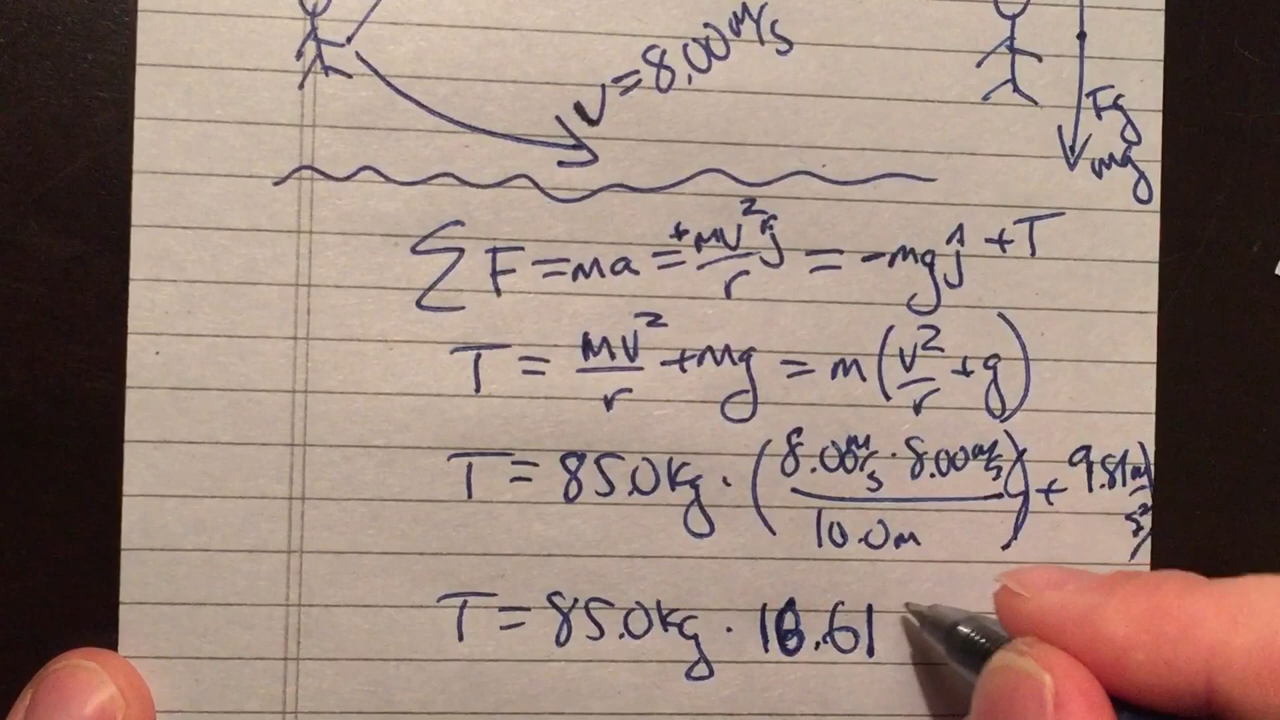 v = 8.00 m/s
Fg
mg
∑F = ma = +mv²/r ĵ = -mg ĵ + T
T = mv²/r + mg = m(v²/r + g)
T = 85.0kg · (8.00 m/s · 8.00 m/s / 10.0m) + 9.81 m/s²)
T = 85.0kg · 16.61